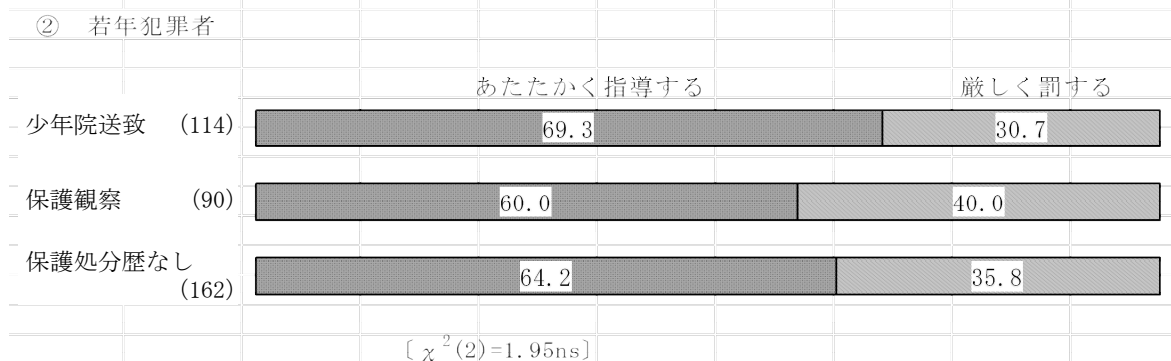 ② 若年犯罪者
あたたかく指導する 厳しく罰する
少年院送致 (114) 69.3 30.7
保護観察 (90) 60.0 40.0
保護処分歴なし
(162) 64.2 35.8
〔χ²(2)=1.95ns〕